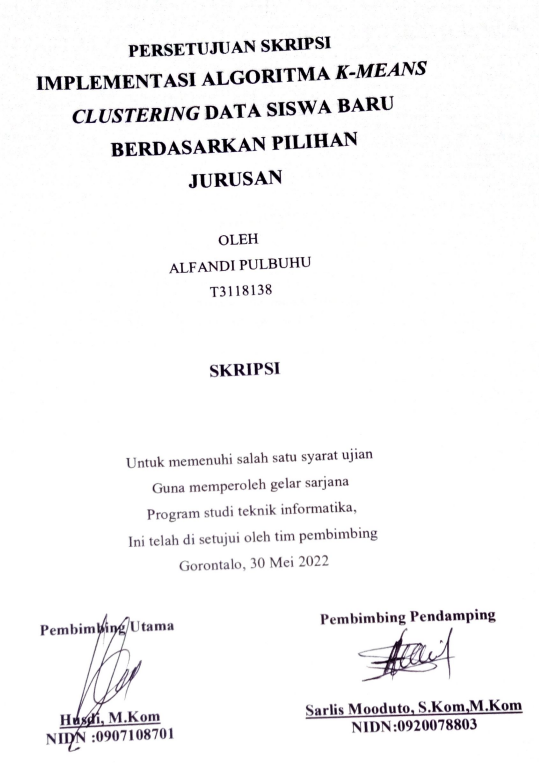 PERSETUJUAN SKRIPSI
IMPLEMENTASI ALGORITMA K-MEANS
CLUSTERING DATA SISWA BARU
BERDASARKAN PILIHAN
JURUSAN
OLEH
ALFANDI PULBUHU
T3118138
SKRIPSI
Untuk memenuhi salah satu syarat ujian
Guna memperoleh gelar sarjana
Program studi teknik informatika,
Ini telah di setujui oleh tim pembimbing
Gorontalo, 30 Mei 2022
Pembimbing Utama
Husdi, M.Kom
NIDN :0907108701
Pembimbing Pendamping
Sarlis Mooduto, S.Kom,M.Kom
NIDN:0920078803